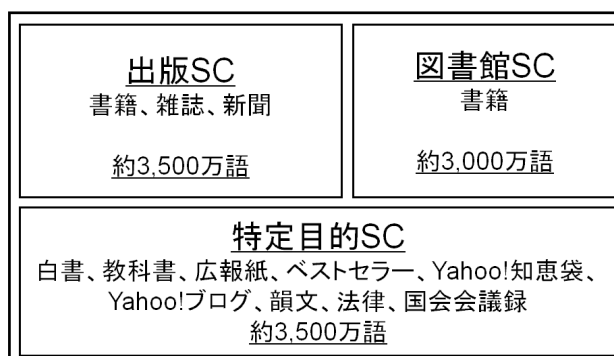 出版SC
書籍、雑誌、新聞
約3,500万語
図書館SC
書籍
約3,000万語
特定目的SC
白書、教科書、広報紙、ベストセラー、Yahoo!知恵袋、
Yahoo!ブログ、韻文、法律、国会会議録
約3,500万語